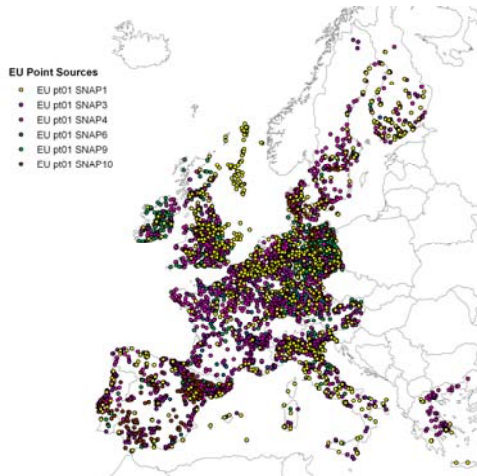 EU Point Sources
EU pt01 SNAP1
EU pt01 SNAP3
EU pt01 SNAP4
EU pt01 SNAP6
EU pt01 SNAP9
EU pt01 SNAP10